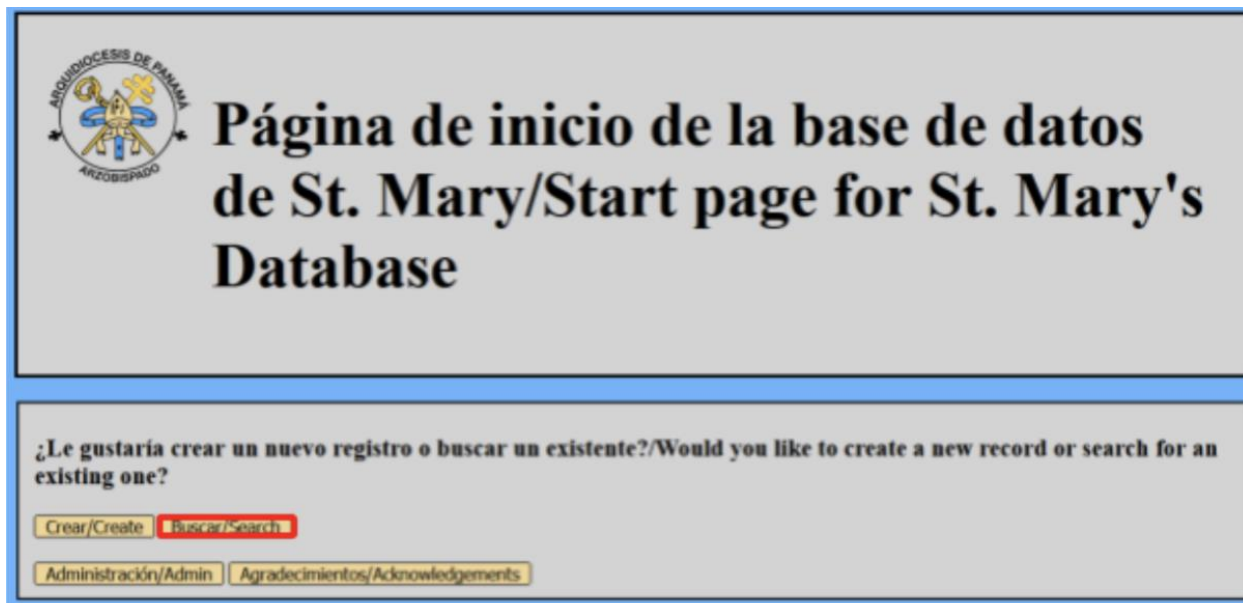 ARQUIDIOCESIS DE PANAMÁ
ARZOBISPADO
Página de inicio de la base de datos
de St. Mary/Start page for St. Mary's
Database
¿Le gustaría crear un nuevo registro o buscar un existente?/Would you like to create a new record or search for an
existing one?
Crear/Create Buscar/Search
Administración/Admin Agradecimientos/Acknowledgements